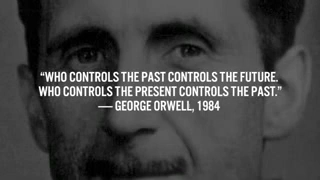 “WHO CONTROLS THE PAST CONTROLS THE FUTURE.
WHO CONTROLS THE PRESENT CONTROLS THE PAST.”
— GEORGE ORWELL, 1984